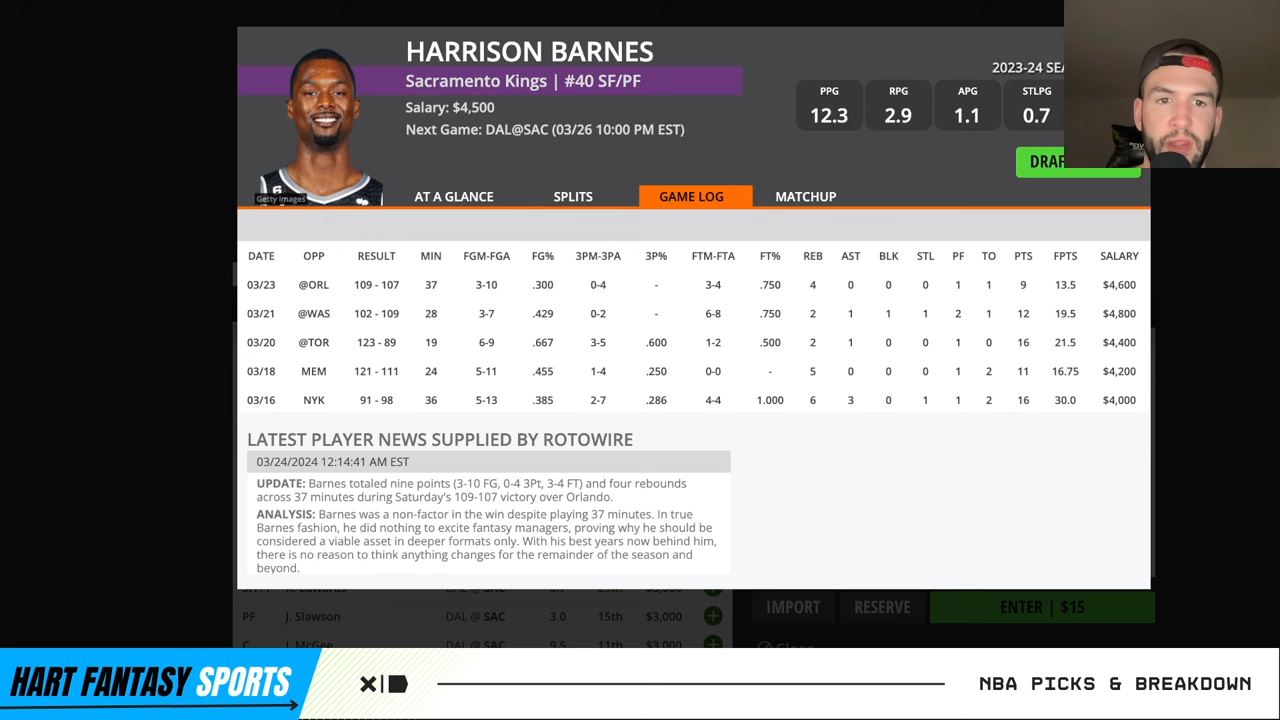 HARRISON BARNES
Sacramento Kings | #40 SF/PF
Salary: $4,500
Next Game: DAL@SAC (03/26 10:00 PM EST)
2023-24 SEA
PPG RPG APG STLPG
12.3 2.9 1.1 0.7
DRAF
Getty Images
AT A GLANCE SPLITS GAME LOG MATCHUP
DATE OPP RESULT MIN FGM-FGA FG% 3PM-3PA 3P% FTM-FTA FT% REB AST BLK STL PF TO PTS FPTS SALARY
03/23 @ORL 109 - 107 37 3-10 .300 0-4 - 3-4 .750 4 0 0 0 1 1 9 13.5 $4,600
03/21 @WAS 102 - 109 28 3-7 .429 0-2 - 6-8 .750 2 1 1 1 2 1 12 19.5 $4,800
03/20 @TOR 123 - 89 19 6-9 .667 3-5 .600 1-2 .500 2 1 0 0 1 0 16 21.5 $4,400
03/18 MEM 121 - 111 24 5-11 .455 1-4 .250 0-0 - 5 0 0 0 1 2 11 16.75 $4,200
03/16 NYK 91 - 98 36 5-13 .385 2-7 .286 4-4 1.000 6 3 0 1 1 2 16 30.0 $4,000
LATEST PLAYER NEWS SUPPLIED BY ROTOWIRE
03/24/2024 12:14:41 AM EST
UPDATE: Barnes totaled nine points (3-10 FG, 0-4 3Pt, 3-4 FT) and four rebounds
across 37 minutes during Saturday's 109-107 victory over Orlando.
ANALYSIS: Barnes was a non-factor in the win despite playing 37 minutes. In true
Barnes fashion, he did nothing to excite fantasy managers, proving why he should be
considered a viable asset in deeper formats only. With his best years now behind him,
there is no reason to think anything changes for the remainder of the season and
beyond.
PF J. Slawson DAL @ SAC 3.0 15th $3,000
C J. McGee DAL @ SAC 9.5 11th $3,000
IMPORT RESERVE ENTER | $15
HART FANTASY SPORTS
NBA PICKS & BREAKDOWN